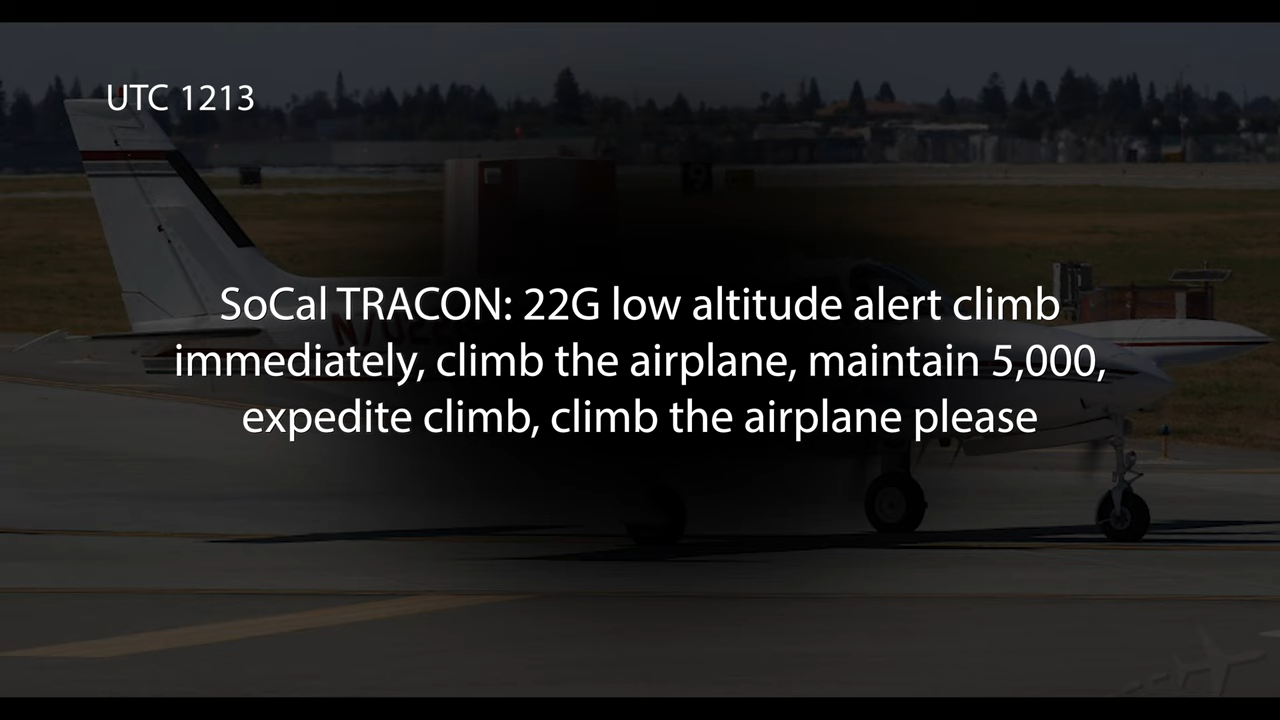 UTC 1213
SoCal TRACON: 22G low altitude alert climb
immediately, climb the airplane, maintain 5,000,
expedite climb, climb the airplane please